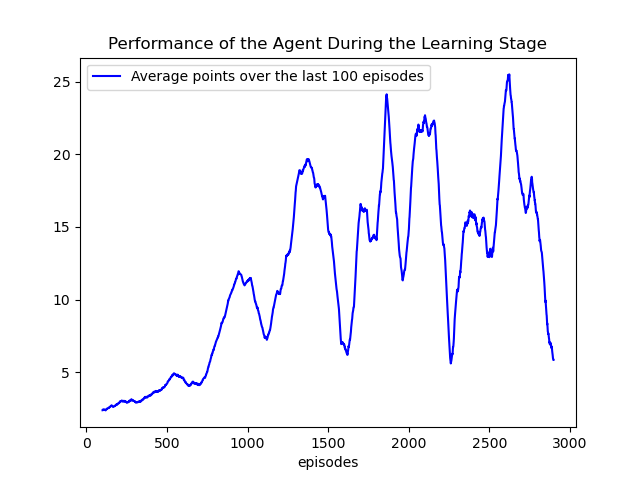 Performance of the Agent During the Learning Stage
Average points over the last 100 episodes
25
20
15
10
5
0 500 1000 1500 2000 2500 3000
episodes